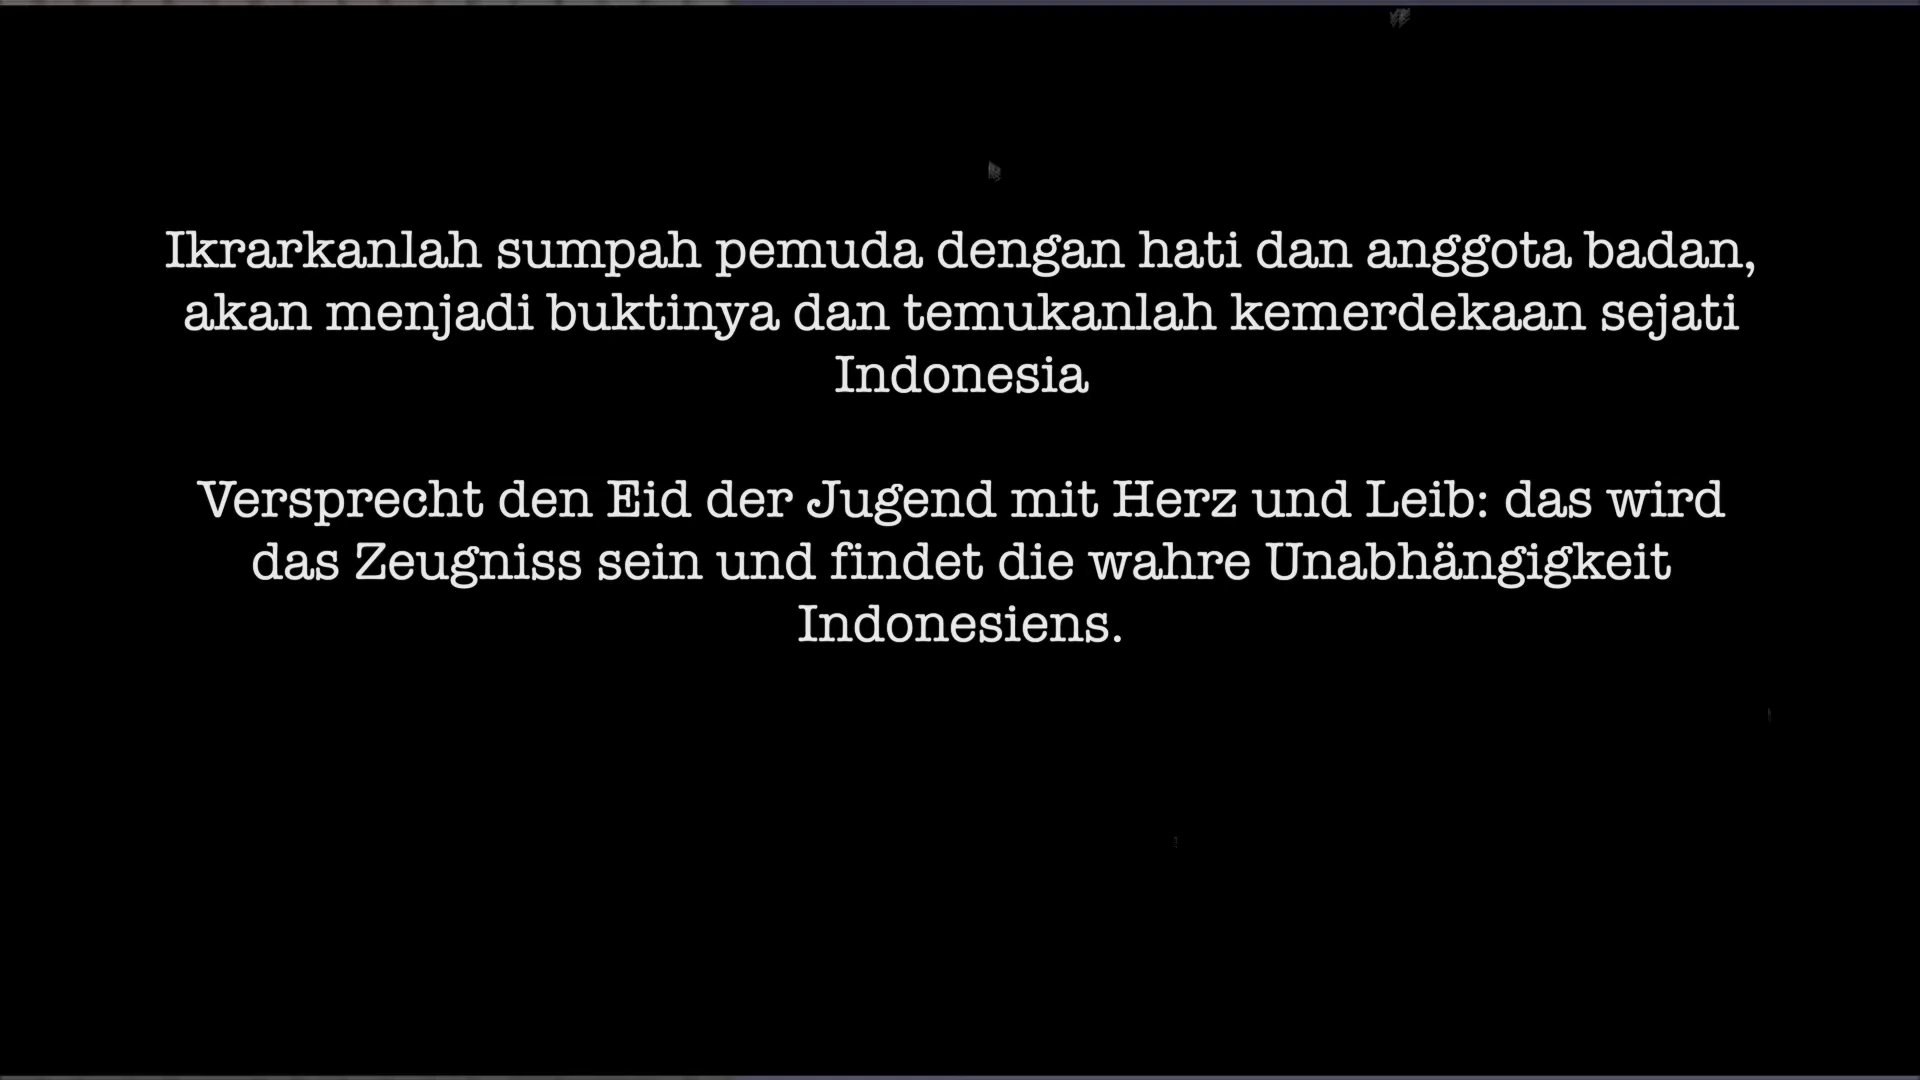 Ikrarkanlah sumpah pemuda dengan hati dan anggota badan,
akan menjadi buktinya dan temukanlah kemerdekaan sejati
Indonesia
Versprecht den Eid der Jugend mit Herz und Leib: das wird
das Zeugniss sein und findet die wahre Unabhängigkeit
Indonesiens.